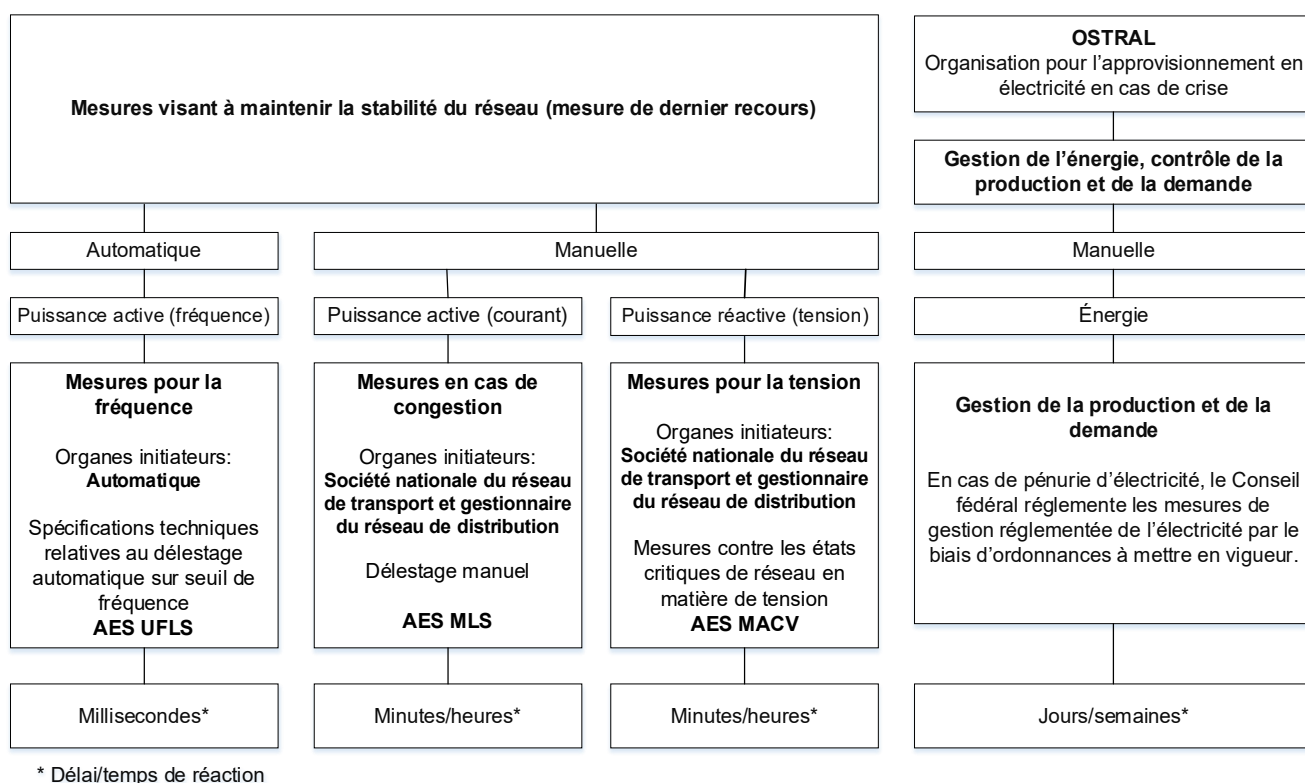 Mesures visant à maintenir la stabilité du réseau (mesure de dernier recours)
OSTRAL
Organisation pour l'approvisionnement en
électricité en cas de crise
Gestion de l'énergie, contrôle de la
production et de la demande
Automatique
Manuelle
Manuelle
Puissance active (fréquence)
Puissance active (courant)
Puissance réactive (tension)
Énergie
Mesures pour la
fréquence
Organes initiateurs:
Automatique
Spécifications techniques
relatives au délestage
automatique sur seuil de
fréquence
AES UFLS
Mesures en cas de
congestion
Organes initiateurs:
Société nationale du réseau
de transport et gestionnaire
du réseau de distribution
Délestage manuel
AES MLS
Mesures pour la tension
Organes initiateurs:
Société nationale du réseau
de transport et gestionnaire
du réseau de distribution
Mesures contre les états
critiques de réseau en
matière de tension
AES MACV
Gestion de la production et de la
demande
En cas de pénurie d'électricité, le Conseil
fédéral réglemente les mesures de
gestion réglementée de l'électricité par le
biais d'ordonnances à mettre en vigueur.
Millisecondes*
Minutes/heures*
Minutes/heures*
Jours/semaines*
* Délai/temps de réaction